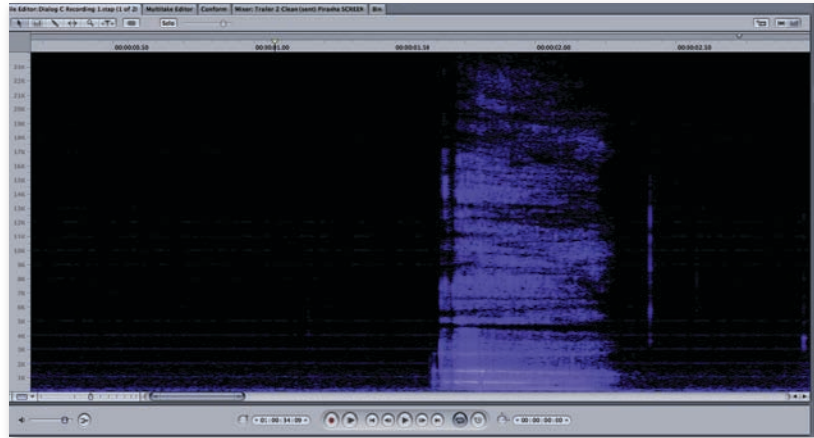 le Editor: Dialog C Recording 1.stap (1 of 2) Multitake Editor Conform Mixer: Trailer 2 Clean (sent) Piranha SCREEN Bin
Solo
00:00:00.50 00:00:01.00 00:00:01.50 00:00:02.00 00:00:02.50
22K
21K
20K
19K
18K
17K
16K
15K
14K
13K
12K
11K
10K
9K
8K
7K
6K
5K
4K
3K
2K
1K
01:00:34:09 00:00:00:00